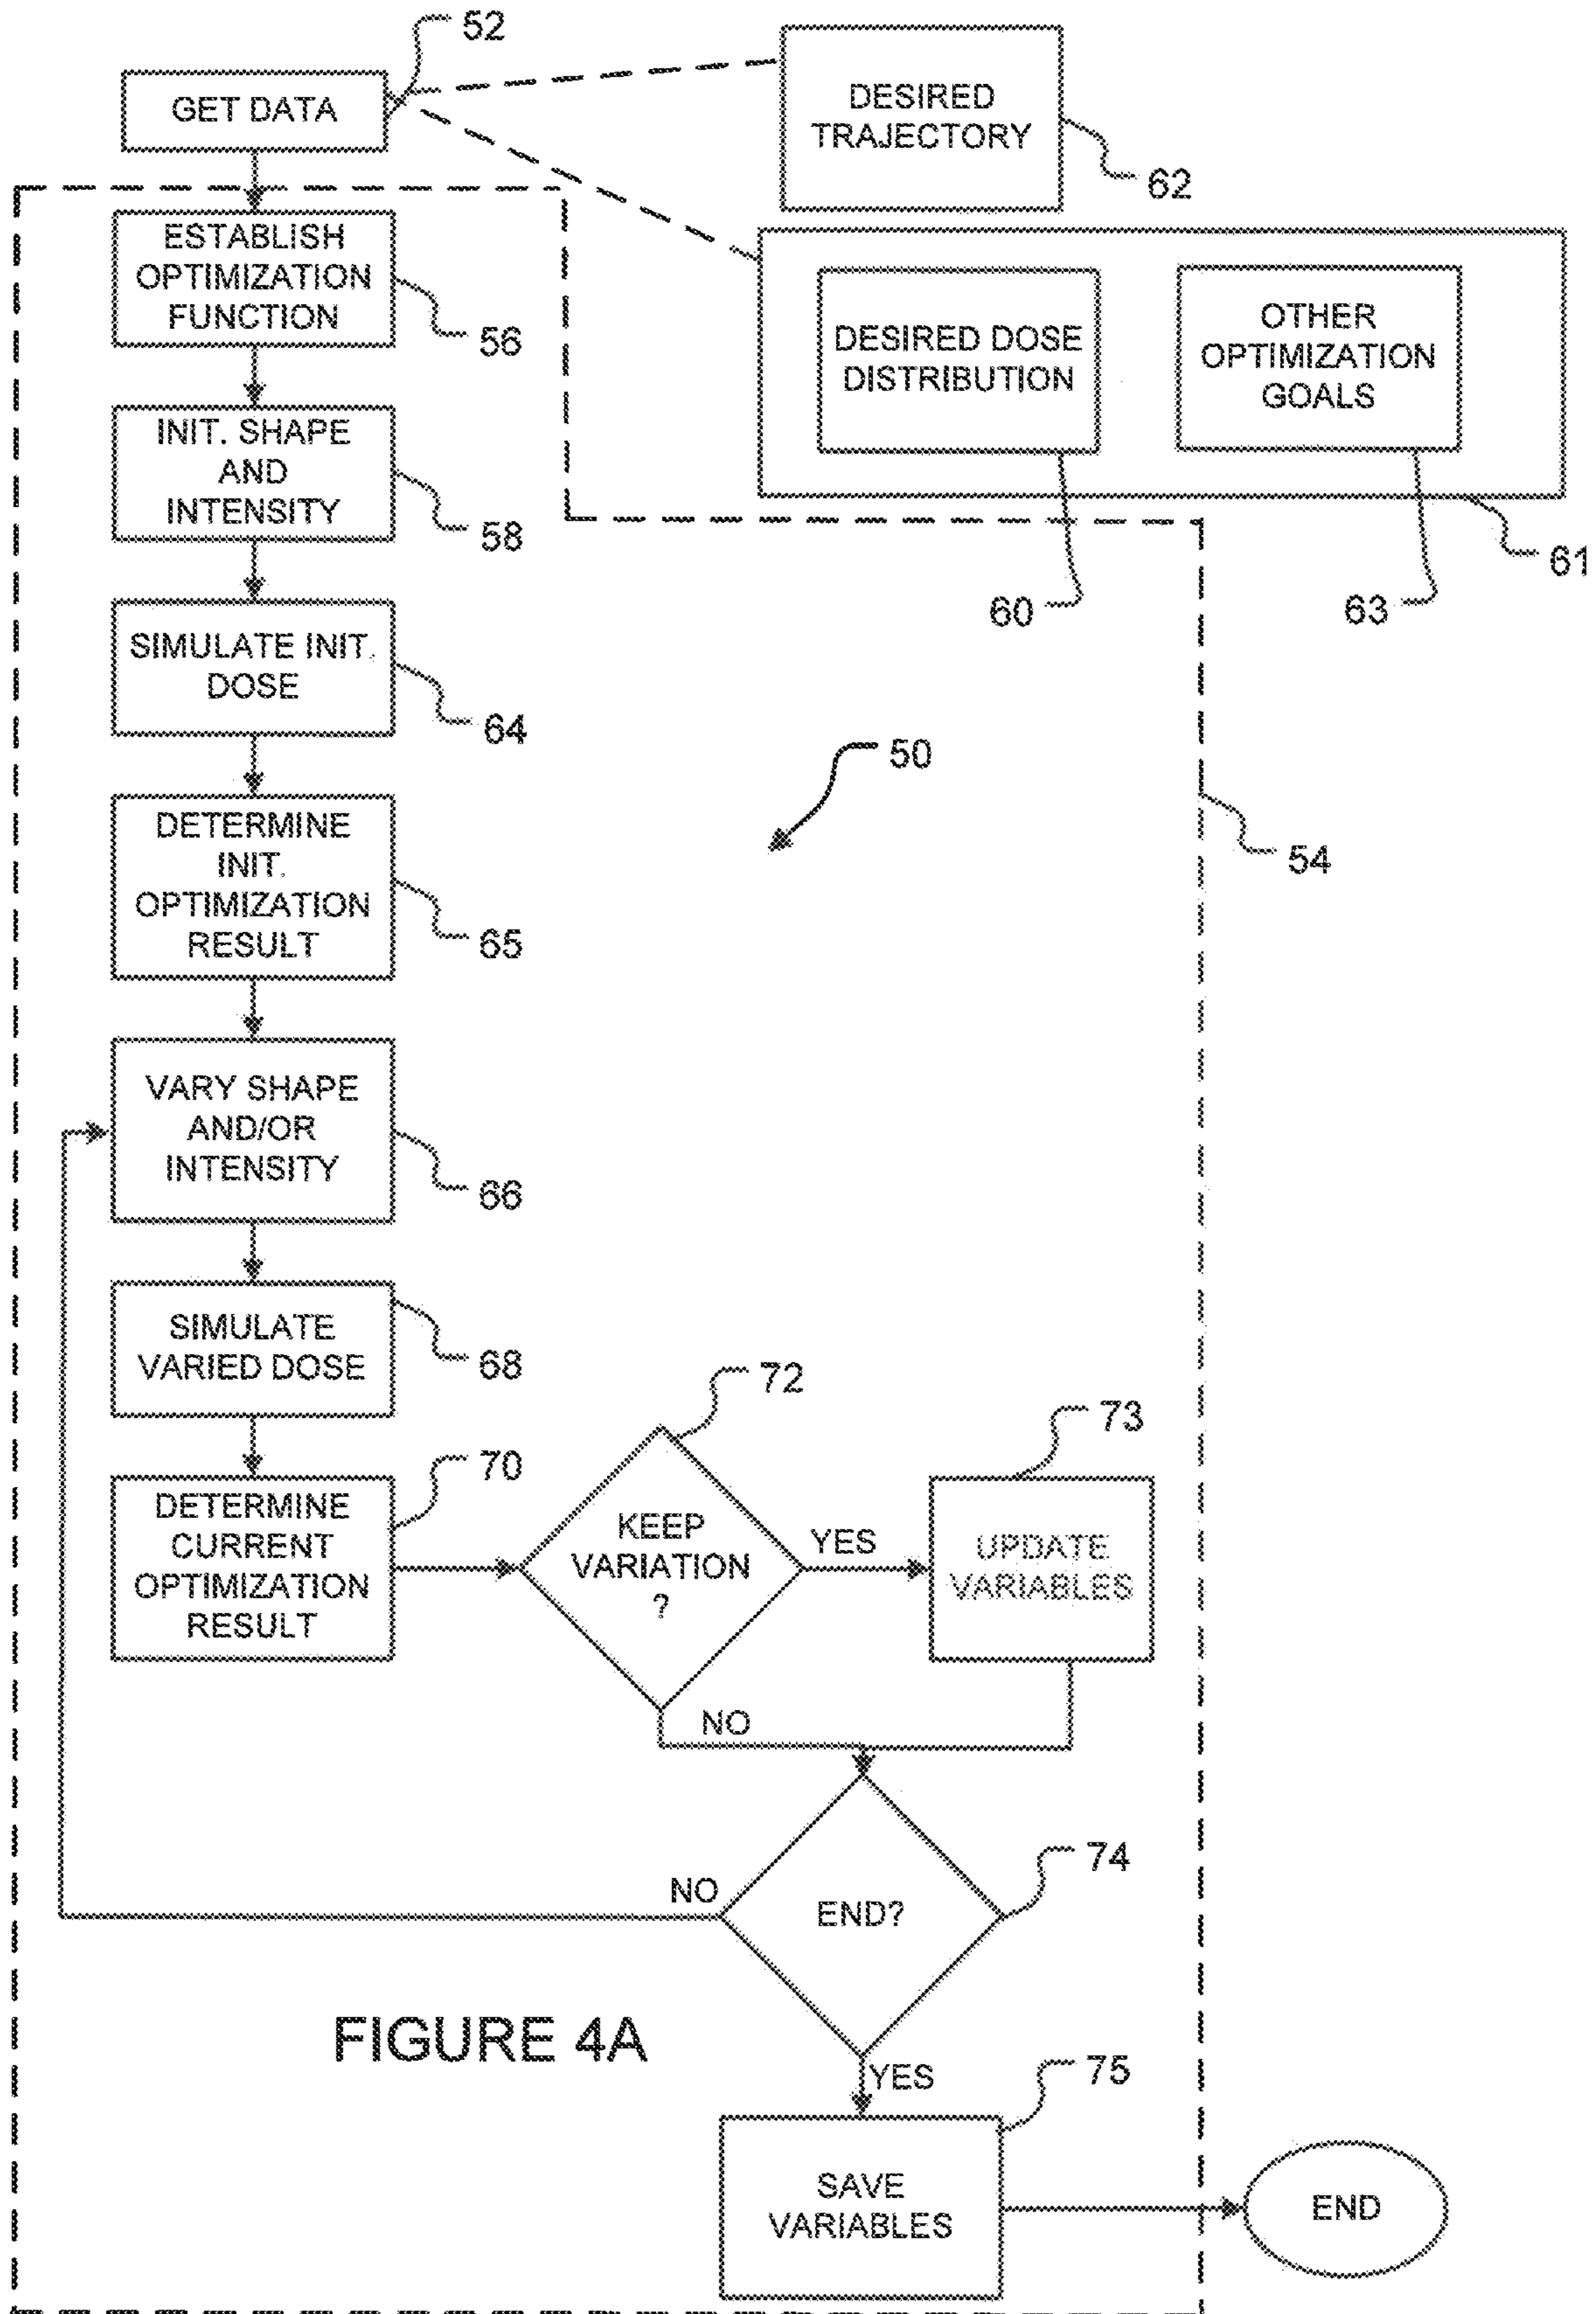 52
GET DATA
DESIRED
TRAJECTORY
62
ESTABLISH
OPTIMIZATION
FUNCTION
56
DESIRED DOSE
DISTRIBUTION
OTHER
OPTIMIZATION
GOALS
INIT. SHAPE
AND
INTENSITY
58
61
60
63
SIMULATE INIT.
DOSE
64
50
DETERMINE
INIT.
OPTIMIZATION
RESULT
65
54
VARY SHAPE
AND/OR
INTENSITY
66
SIMULATE
VARIED DOSE
68
72
73
DETERMINE
CURRENT
OPTIMIZATION
RESULT
70
KEEP
VARIATION
?
YES
UPDATE
VARIABLES
NO
74
NO
END?
FIGURE 4A
YES
75
SAVE
VARIABLES
END